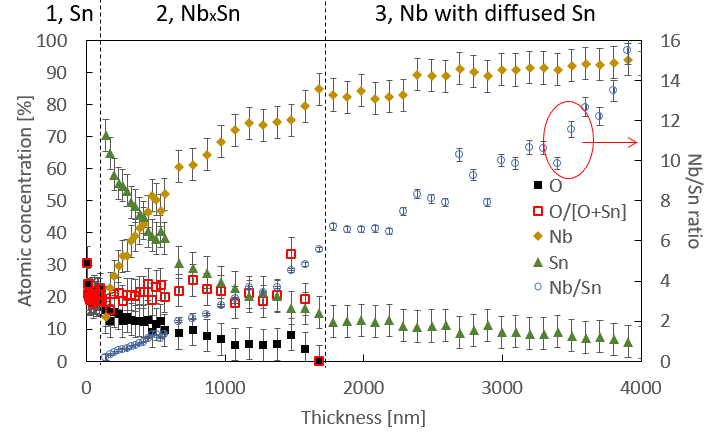 1, Sn
2, NbxSn
3, Nb with diffused Sn
100
90
80
70
60
50
40
30
20
10
0
Atomic concentration [%]
16
14
12
10
8
6
4
2
0
Nb/Sn ratio
O
O/[O+Sn]
Nb
Sn
Nb/Sn
0
1000
2000
3000
4000
Thickness [nm]